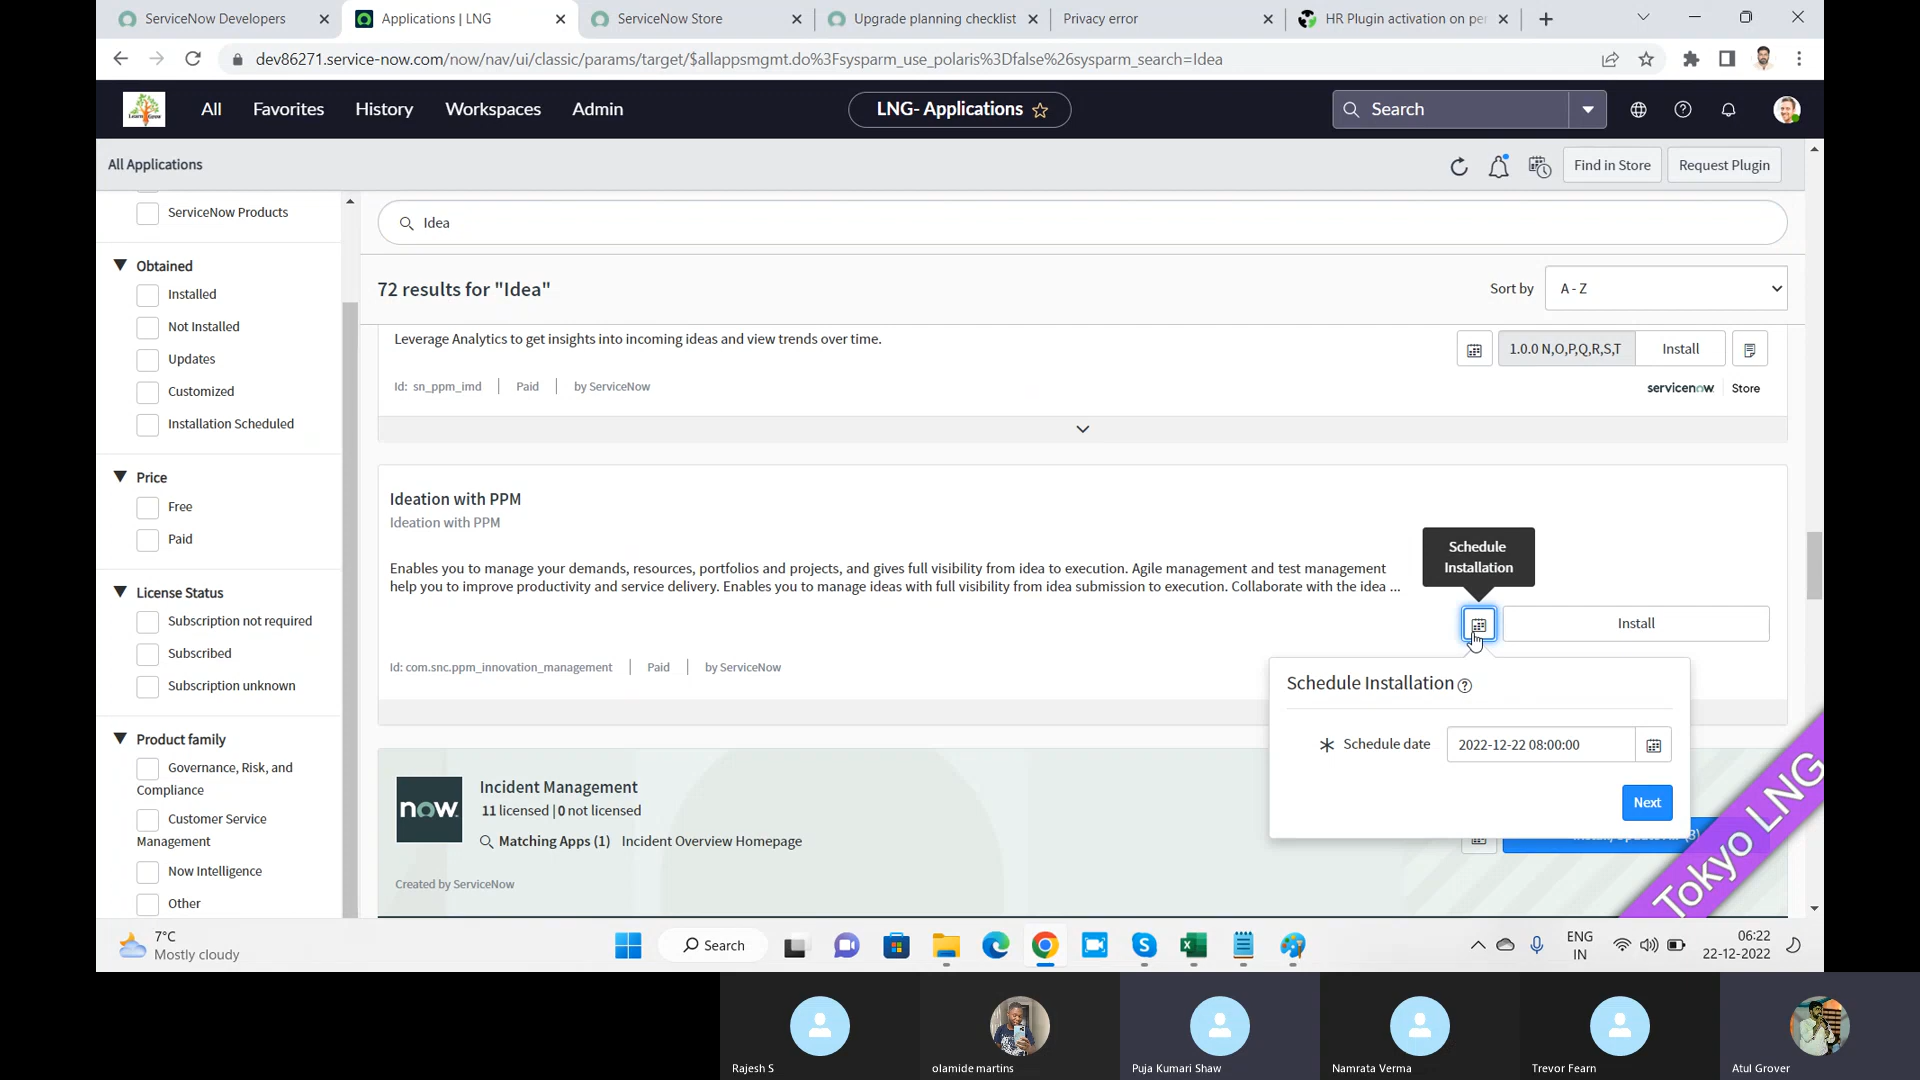 ServiceNow Developers
Applications | LNG
ServiceNow Store
Upgrade planning checklist
Privacy error
HR Plugin activation on per
dev86271.service-now.com/now/nav/ui/classic/params/target/$allappsmgmt.do%3Fsysparm_use_polaris%3Dfalse%26sysparm_search=Idea
All
Favorites
History
Workspaces
Admin
LNG- Applications
Search
All Applications
Find in Store
Request Plugin
ServiceNow Products
Obtained
Installed
Not Installed
Updates
Customized
Installation Scheduled
Price
Free
Paid
License Status
Subscription not required
Subscribed
Subscription unknown
Product family
Governance, Risk, and
Compliance
Customer Service
Management
Now Intelligence
Other
Idea
72 results for "Idea"
Sort by
A - Z
Leverage Analytics to get insights into incoming ideas and view trends over time.
1.0.0 N,O,P,Q,R,S,T
Install
Id: sn_ppm_imd
Paid
by ServiceNow
servicenow
Store
Ideation with PPM
Ideation with PPM
Enables you to manage your demands, resources, portfolios and projects, and gives full visibility from idea to execution. Agile management and test management
help you to improve productivity and service delivery. Enables you to manage ideas with full visibility from idea submission to execution. Collaborate with the idea ...
Schedule
Installation
Install
Id: com.snc.ppm_innovation_management
Paid
by ServiceNow
Schedule Installation
Schedule date
2022-12-22 08:00:00
Next
now.
Incident Management
11 licensed | 0 not licensed
Matching Apps (1)
Incident Overview Homepage
Created by ServiceNow
Tokyo LNG
7°C
Mostly cloudy
Search
ENG
IN
06:22
22-12-2022
Rajesh S
olamide martins
Puja Kumari Shaw
Namrata Verma
Trevor Fearn
Atul Grover